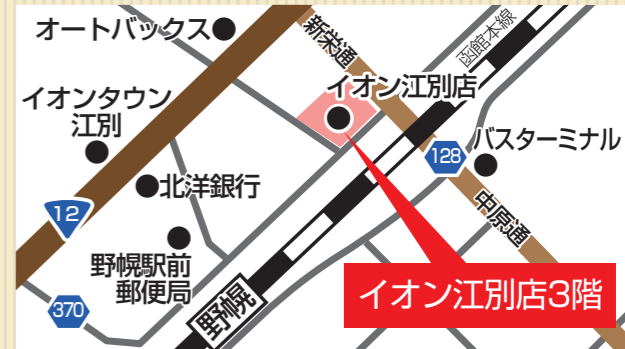 オートバックス
新栄通
函館本線
イオンタウン
江別
イオン江別店
128
バスターミナル
北洋銀行
12
中原通
野幌駅前
郵便局
野幌
イオン江別店3階
370